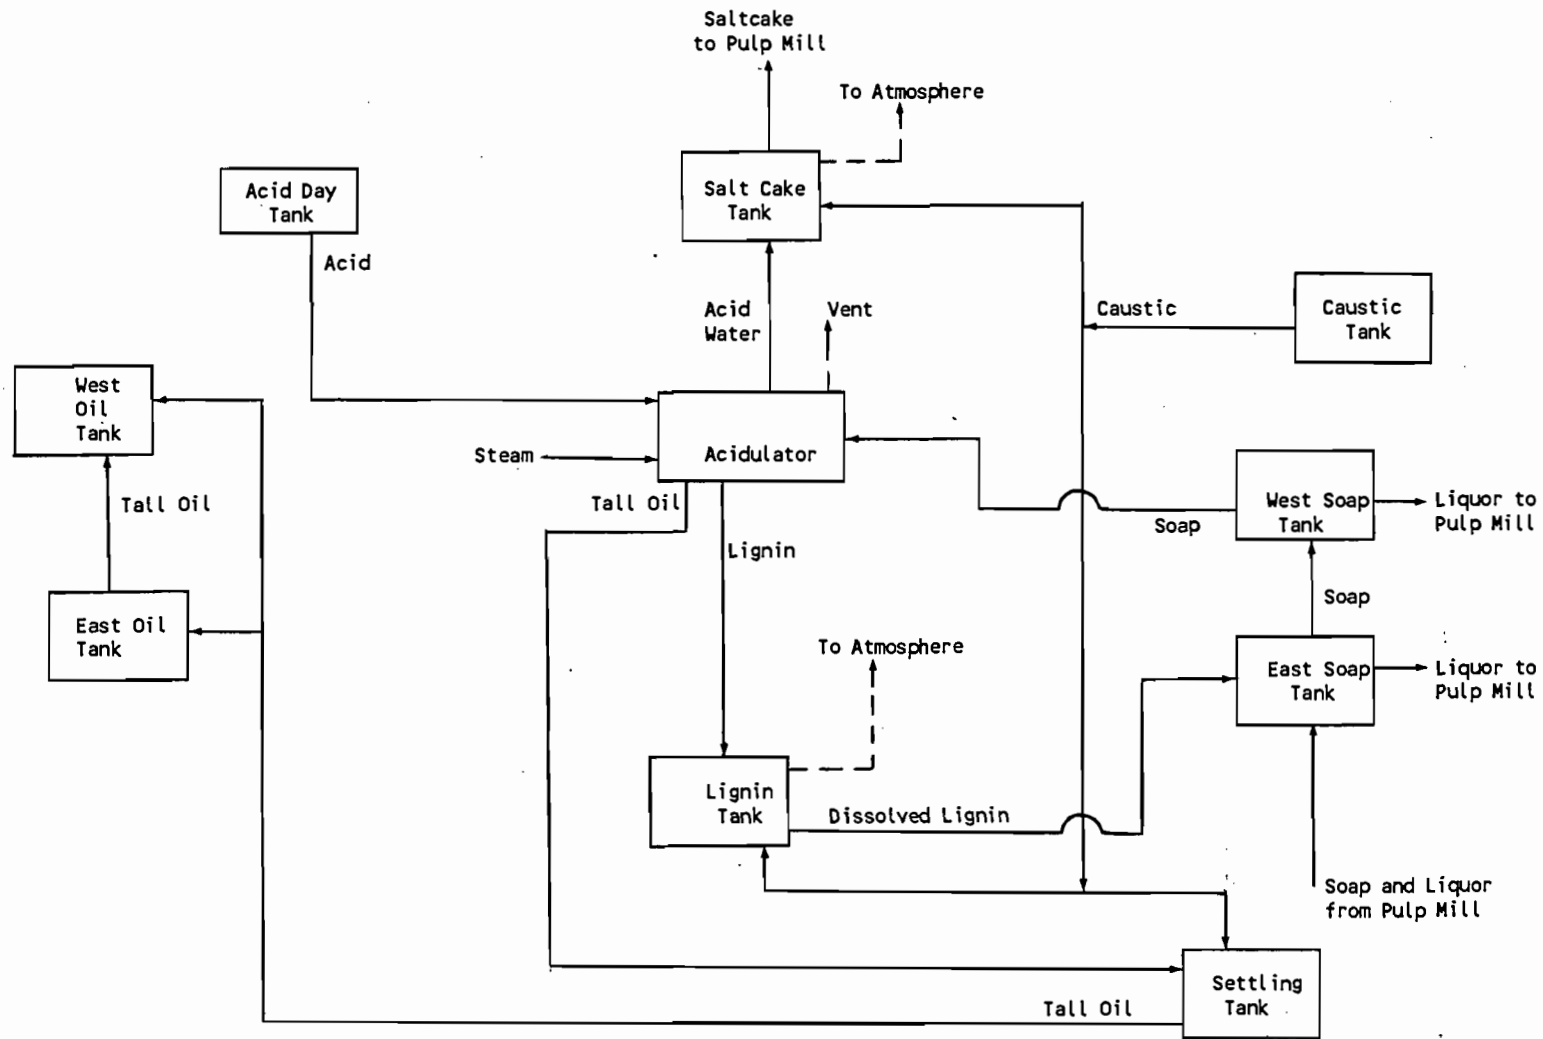 Saltcake
to Pulp Mill
To Atmosphere
Acid Day
Tank
Salt Cake
Tank
Acid
Acid
Water
Vent
Caustic
Caustic
Tank
West
Oil
Tank
Steam
Acidulator
Tall Oil
Tall Oil
Lignin
West Soap
Tank
Liquor to
Pulp Mill
Soap
Soap
East Oil
Tank
To Atmosphere
East Soap
Tank
Liquor to
Pulp Mill
Lignin
Tank
Dissolved Lignin
Soap and Liquor
from Pulp Mill
Settling
Tank
Tall Oil